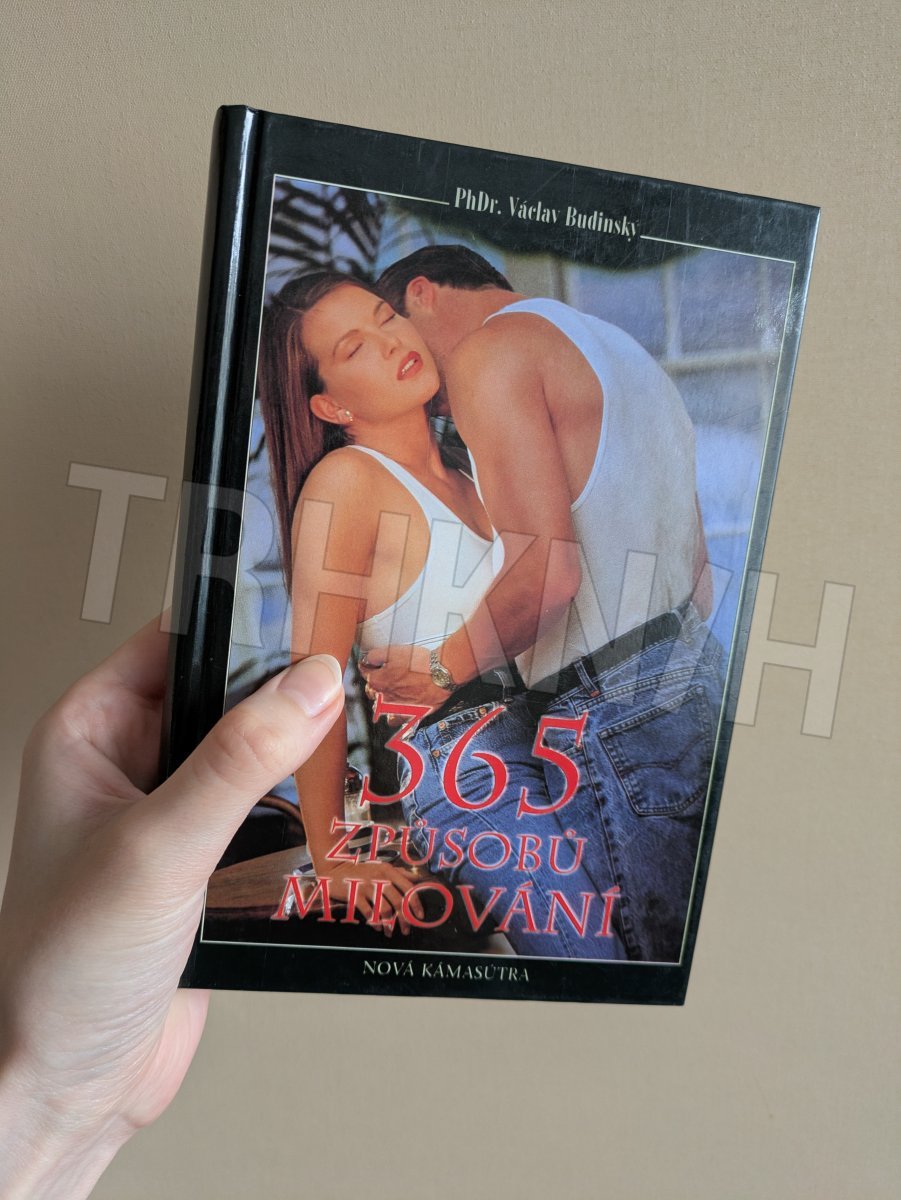 PhDr. Václav Budinský
365
ZPŮSOBŮ
MILOVÁNÍ
NOVÁ KÁMASÚTRA
TRHKNIH